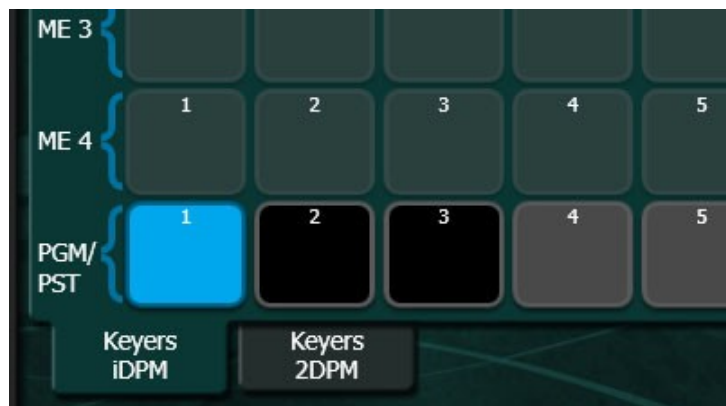 ME 3
1 2 3 4 5
ME 4
1 2 3 4 5
PGM/
PST
Keyers Keyers
iDPM 2DPM